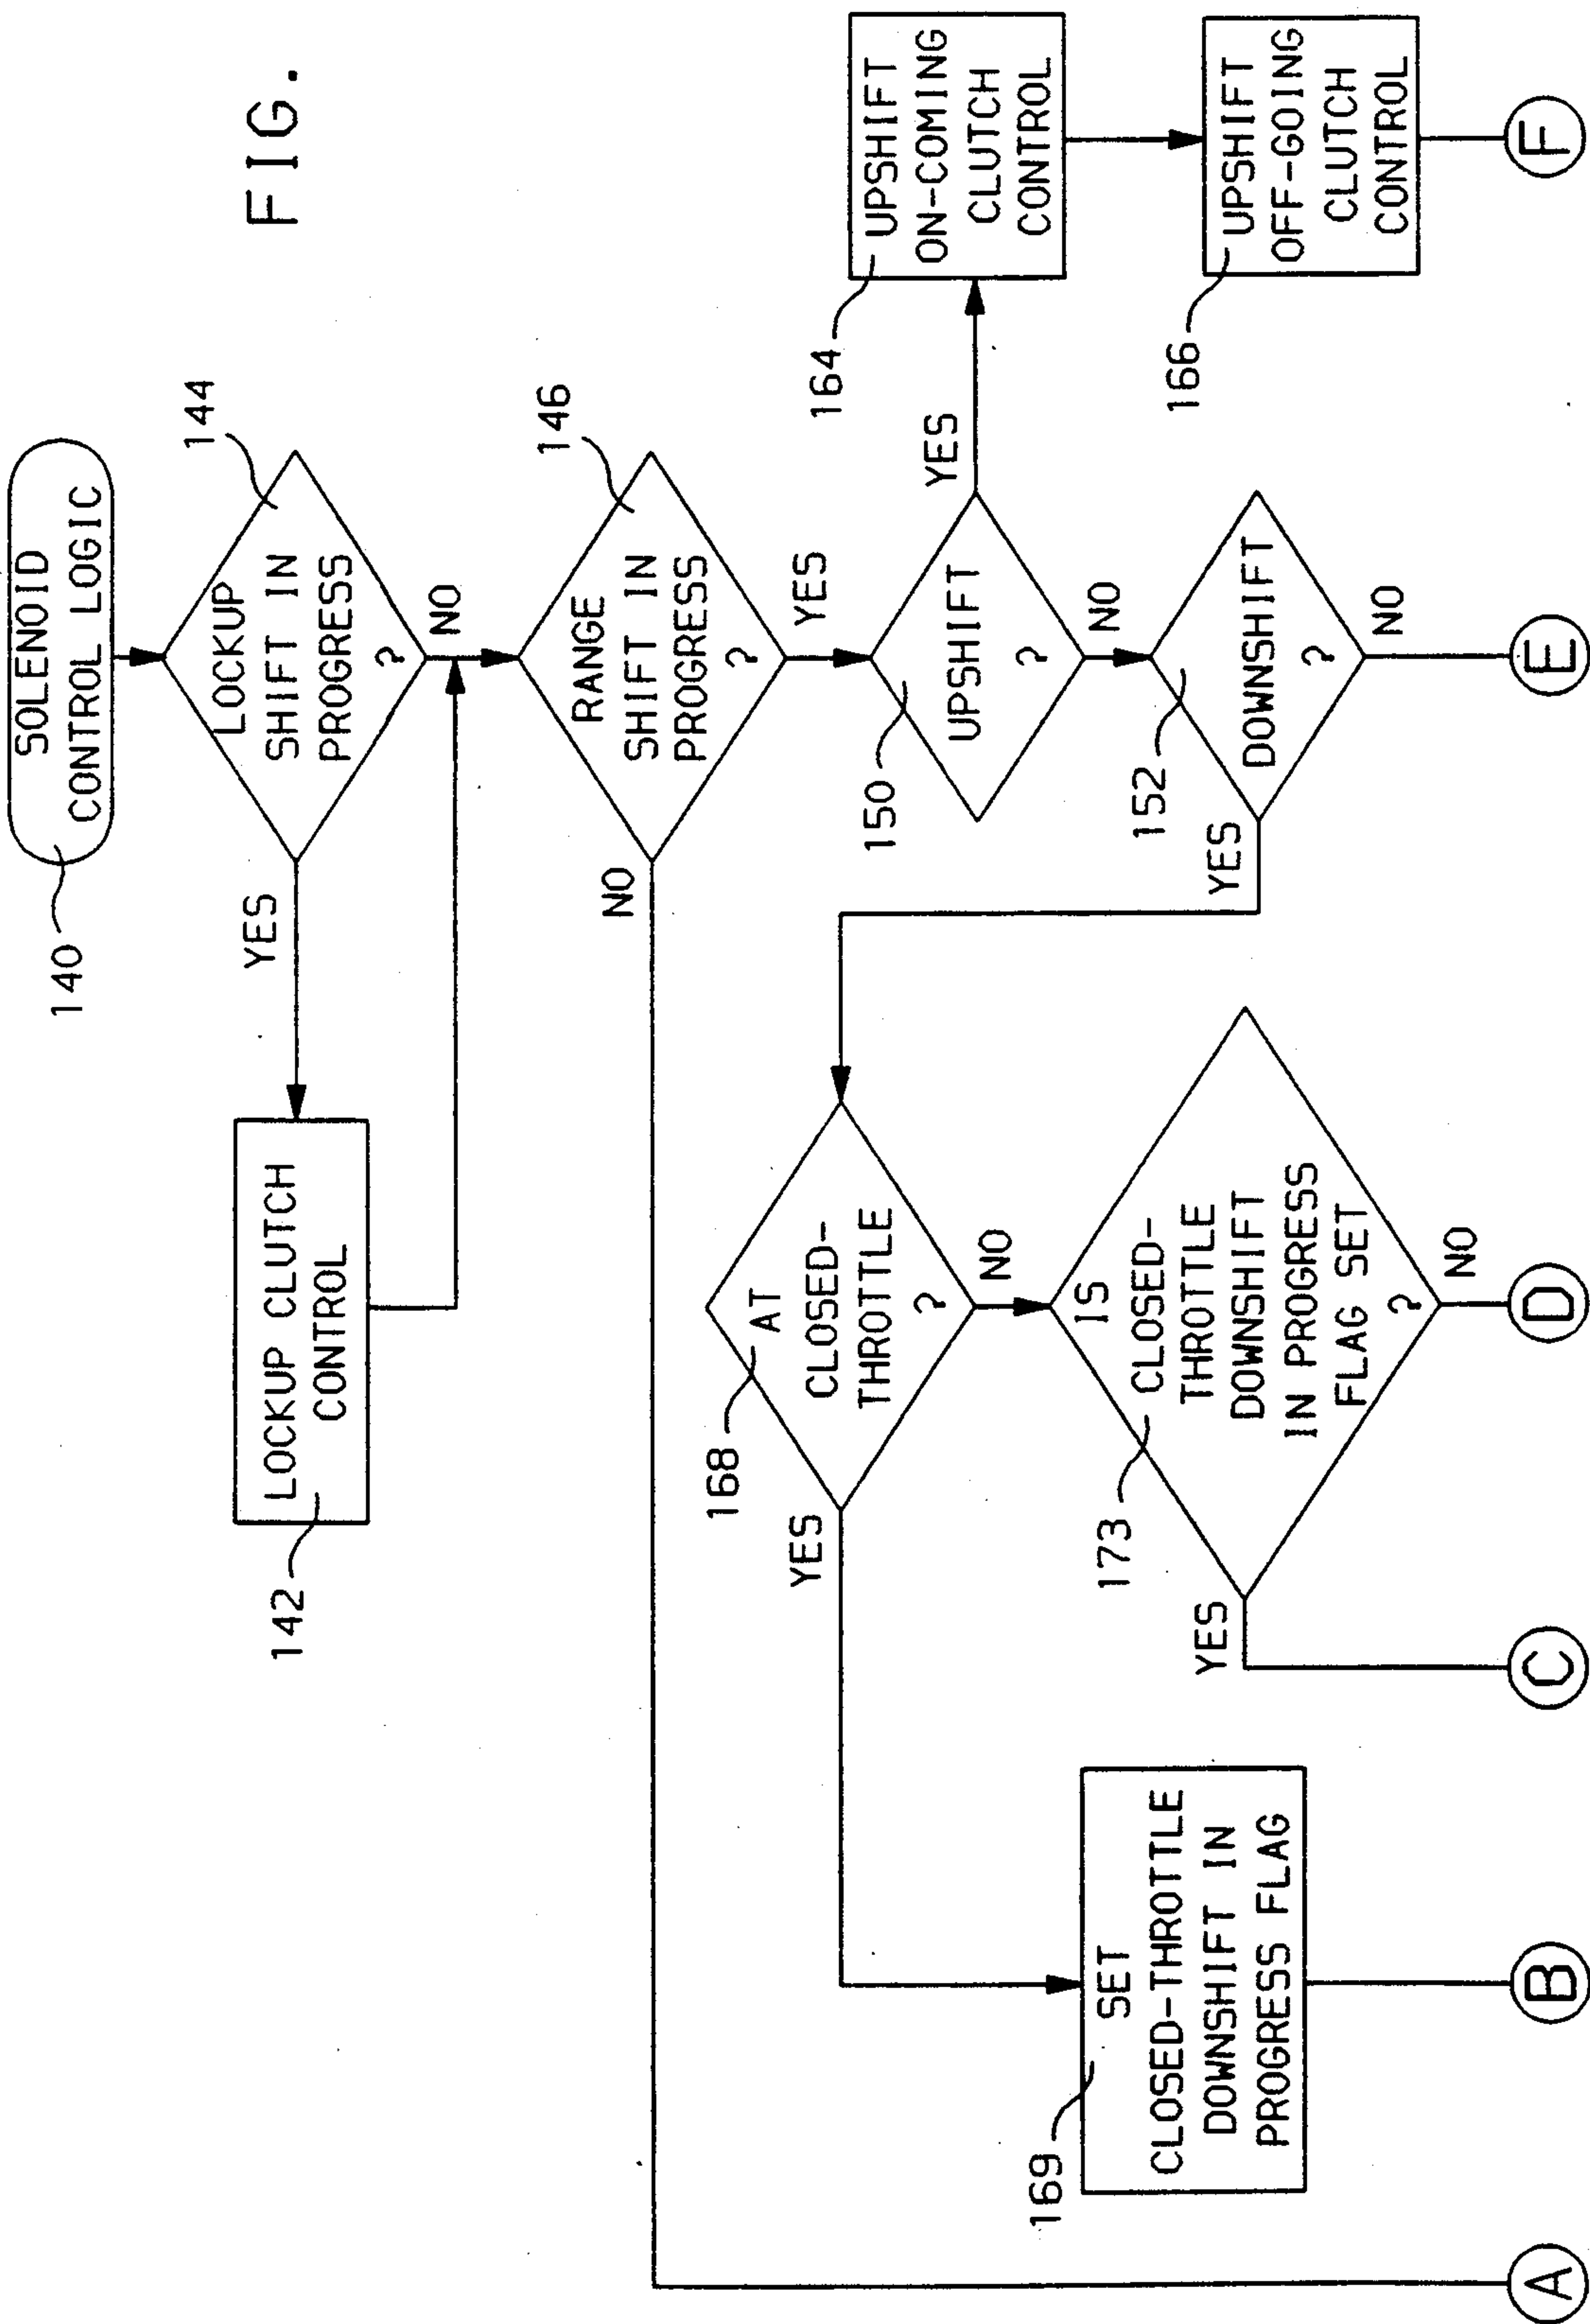 FIG.
SOLENOID
CONTROL LOGIC
140
LOCKUP
SHIFT IN
PROGRESS
?
144
YES
NO
LOCKUP CLUTCH
CONTROL
142
RANGE
SHIFT IN
PROGRESS
?
146
NO
YES
UPSHIFT
?
150
YES
NO
UPSHIFT
ON-COMING
CLUTCH
CONTROL
164
UPSHIFT
OFF-GOING
CLUTCH
CONTROL
166
DOWNSHIFT
?
152
YES
NO
AT
CLOSED-
THROTTLE
?
168
YES
NO
IS
CLOSED-
THROTTLE
DOWNSHIFT
IN PROGRESS
FLAG SET
?
173
YES
NO
SET
CLOSED-THROTTLE
DOWNSHIFT IN
PROGRESS FLAG
169
A
B
C
D
E
F